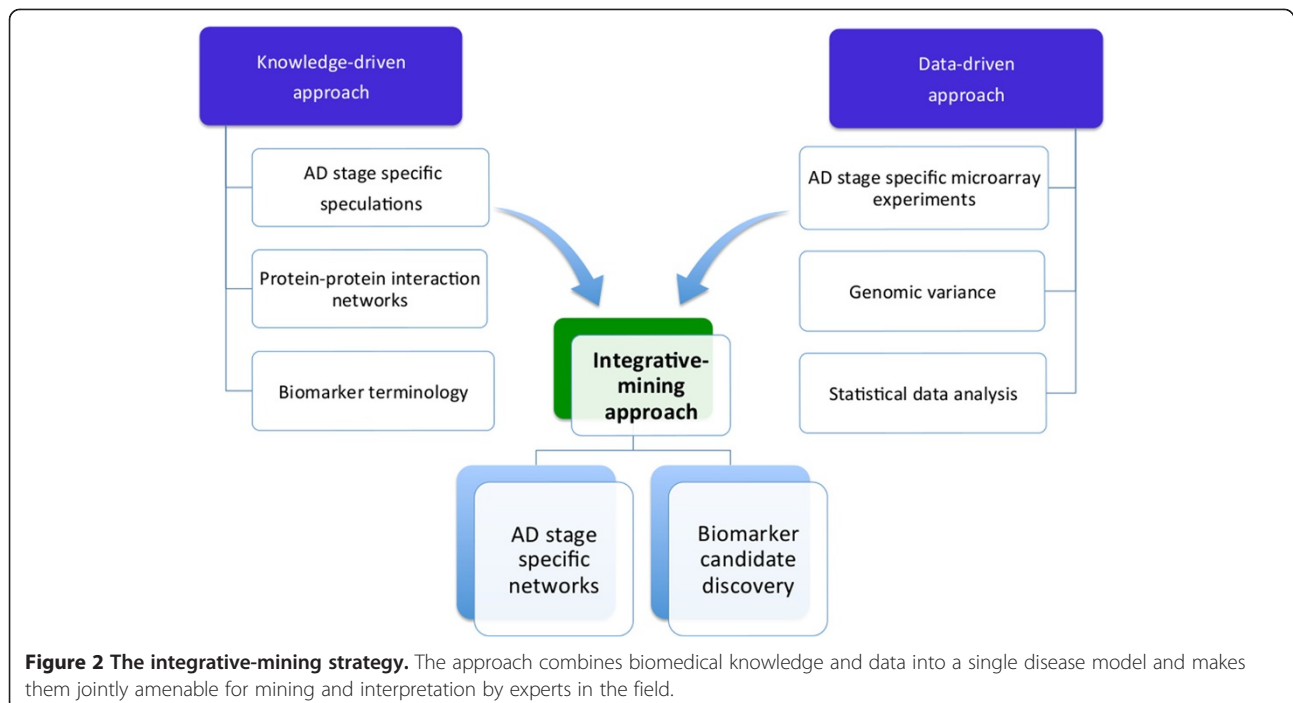 Knowledge-driven
approach
AD stage specific
speculations
Protein-protein interaction
networks
Biomarker terminology
Data-driven
approach
AD stage specific microarray
experiments
Genomic variance
Statistical data analysis
Integrative-
mining
approach
AD stage
specific
networks
Biomarker
candidate
discovery
Figure 2 The integrative-mining strategy. The approach combines biomedical knowledge and data into a single disease model and makes
them jointly amenable for mining and interpretation by experts in the field.